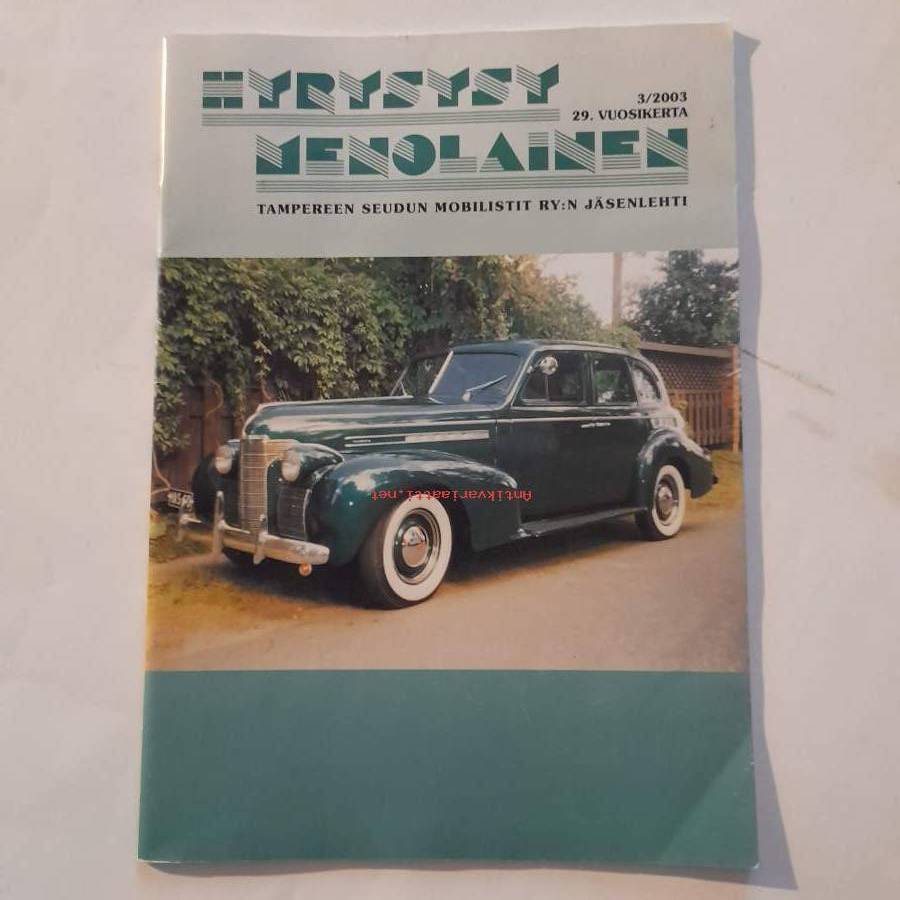 HYRYSYSY
3/2003
29. VUOSIKERTA
MENOLAINEN
TAMPEREEN SEUDUN MOBILISTIT RY:N JÄSENLEHTI
Antikvariaatti.net